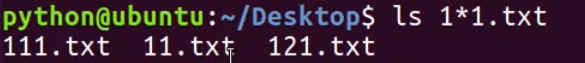 python@ubuntu:~/Desktop$ ls 1*1.txt
111.txt  11.txt  121.txt